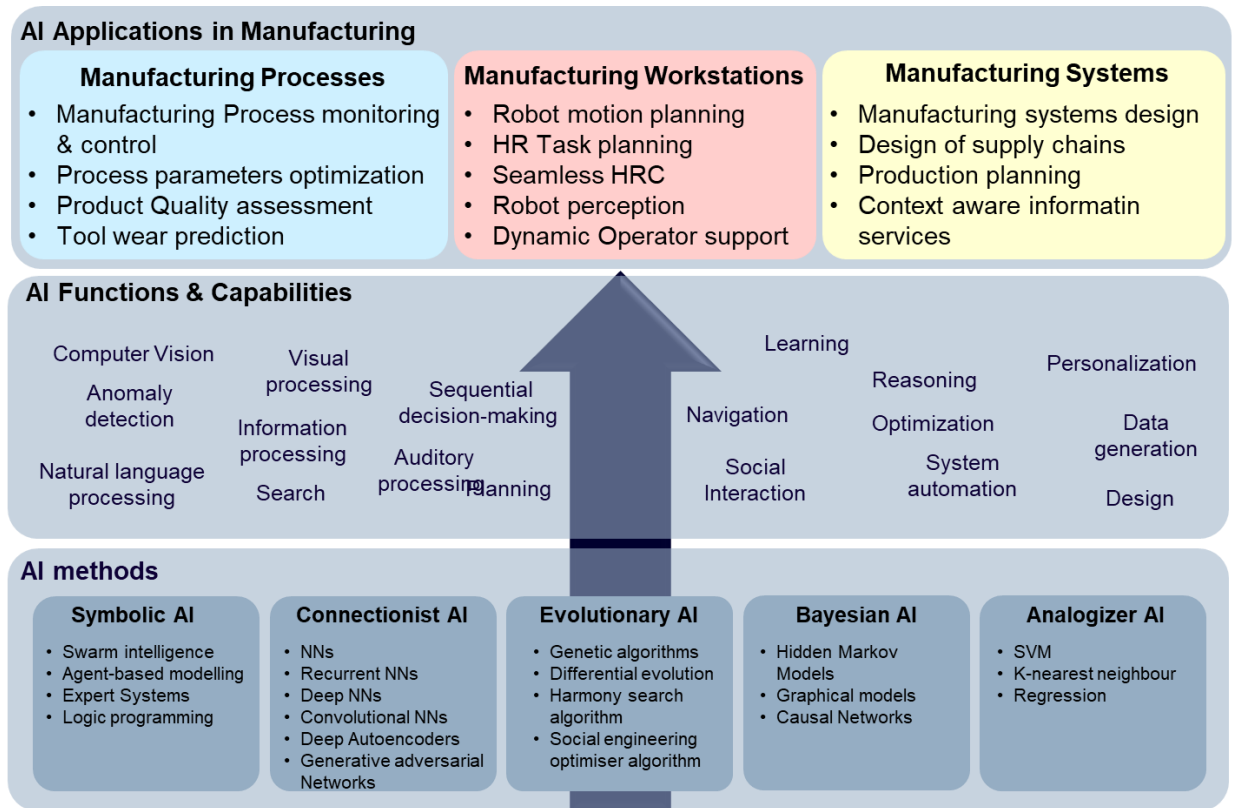 AI Applications in Manufacturing
Manufacturing Processes
• Manufacturing Process monitoring
& control
• Process parameters optimization
• Product Quality assessment
• Tool wear prediction
Manufacturing Workstations
• Robot motion planning
• HR Task planning
• Seamless HRC
• Robot perception
• Dynamic Operator support
Manufacturing Systems
• Manufacturing systems design
• Design of supply chains
• Production planning
• Context aware informatin
services
AI Functions & Capabilities
Computer Vision
Anomaly
detection
Natural language
processing
Visual
processing
Information
processing
Search
Sequential
decision-making
Auditory
processing
Planning
Learning
Navigation
Social
Interaction
Reasoning
Optimization
System
automation
Personalization
Data
generation
Design
AI methods
Symbolic AI
• Swarm intelligence
• Agent-based modelling
• Expert Systems
• Logic programming
Connectionist AI
• NNs
• Recurrent NNs
• Deep NNs
• Convolutional NNs
• Deep Autoencoders
• Generative adversarial
Networks
Evolutionary AI
• Genetic algorithms
• Differential evolution
• Harmony search
algorithm
• Social engineering
optimiser algorithm
Bayesian AI
• Hidden Markov
Models
• Graphical models
• Causal Networks
Analogizer AI
• SVM
• K-nearest neighbour
• Regression